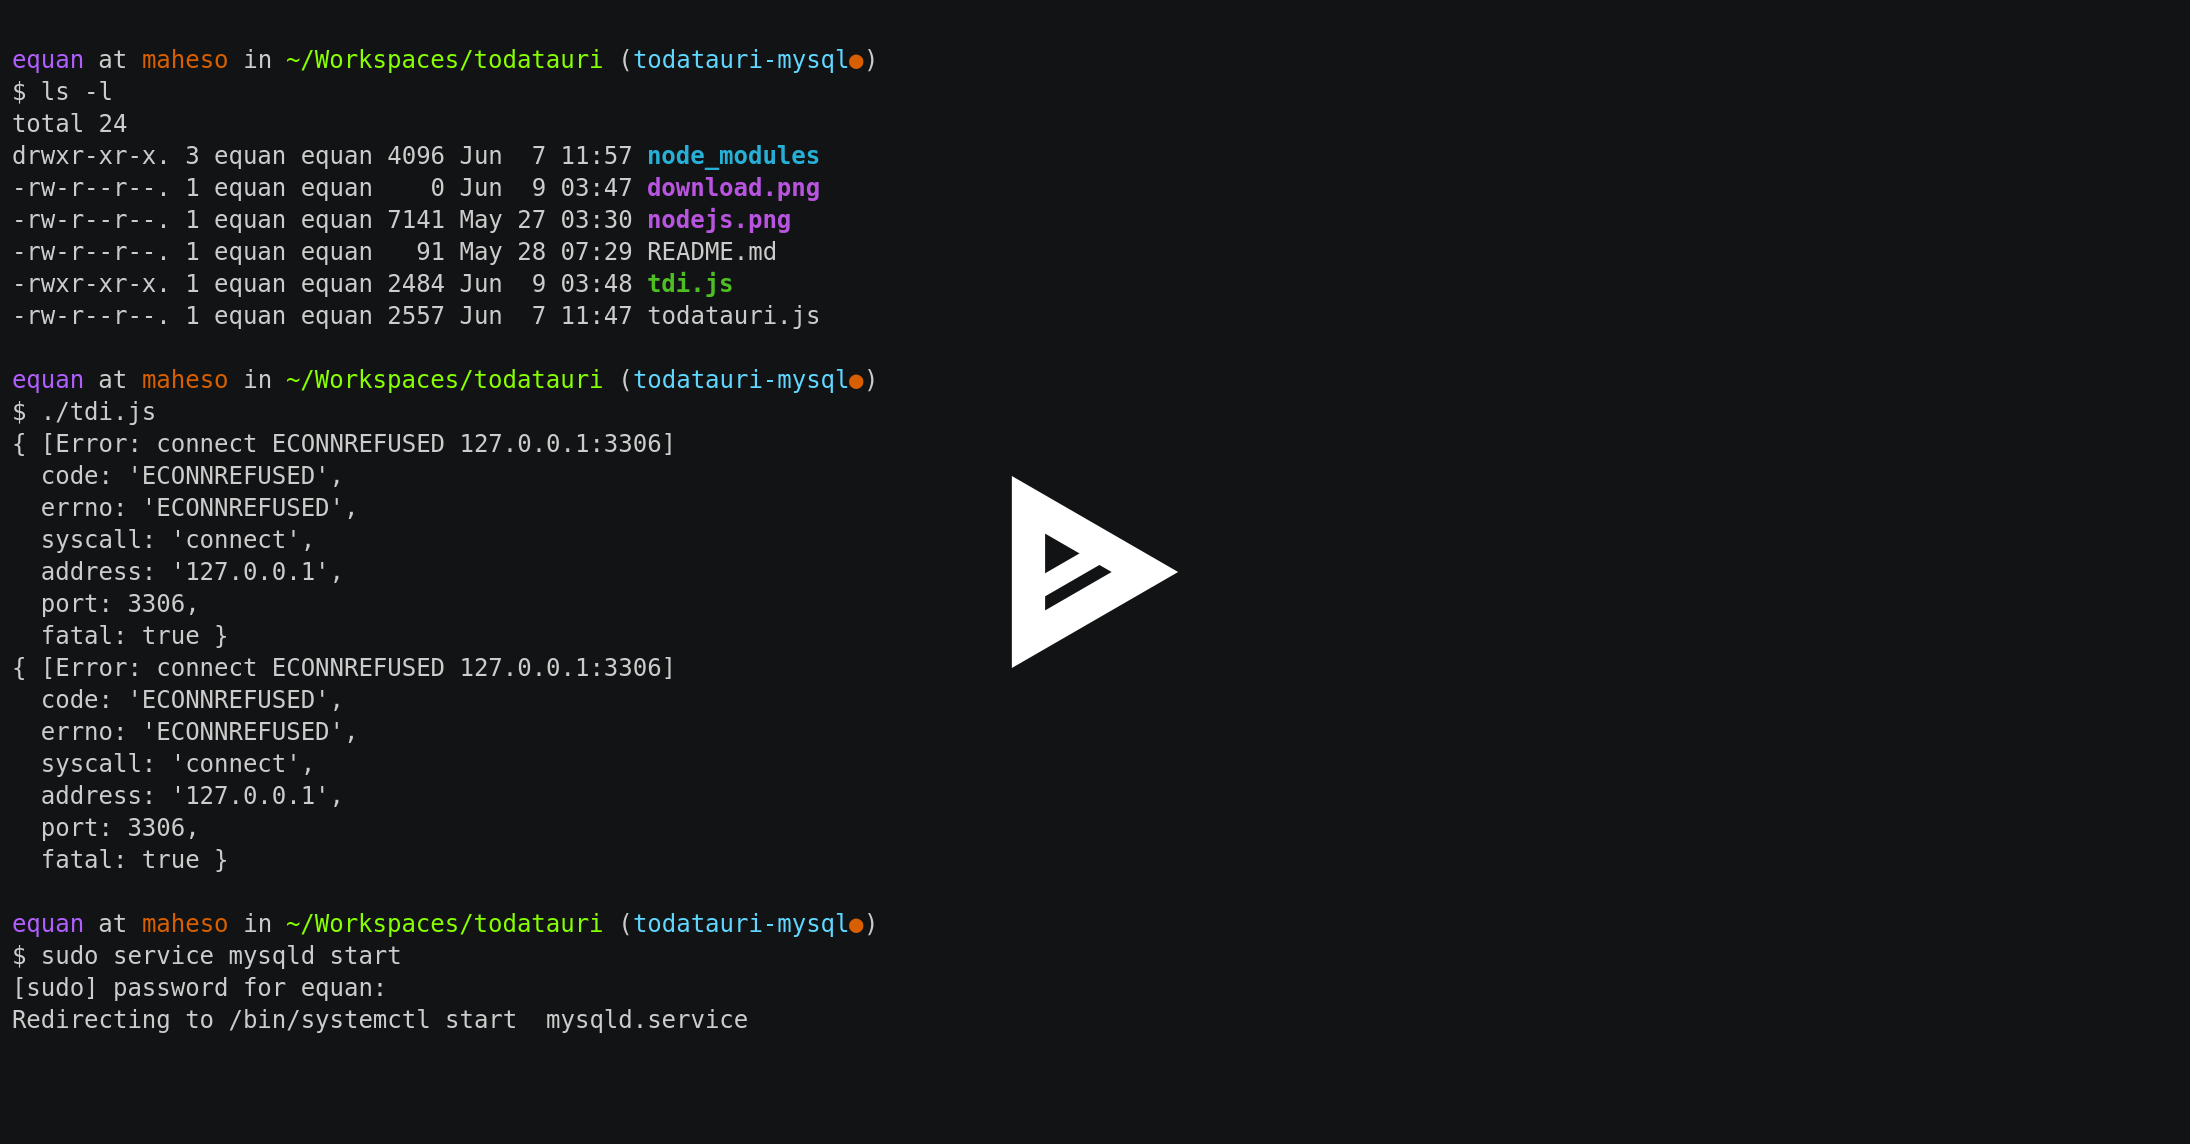 equan at maheso in ~/Workspaces/todatauri (todatauri-mysql●)
$ ls -l
total 24
drwxr-xr-x. 3 equan equan 4096 Jun  7 11:57 node_modules
-rw-r--r--. 1 equan equan    0 Jun  9 03:47 download.png
-rw-r--r--. 1 equan equan 7141 May 27 03:30 nodejs.png
-rw-r--r--. 1 equan equan   91 May 28 07:29 README.md
-rwxr-xr-x. 1 equan equan 2484 Jun  9 03:48 tdi.js
-rw-r--r--. 1 equan equan 2557 Jun  7 11:47 todatauri.js

equan at maheso in ~/Workspaces/todatauri (todatauri-mysql●)
$ ./tdi.js
{ [Error: connect ECONNREFUSED 127.0.0.1:3306]
  code: 'ECONNREFUSED',
  errno: 'ECONNREFUSED',
  syscall: 'connect',
  address: '127.0.0.1',
  port: 3306,
  fatal: true }
{ [Error: connect ECONNREFUSED 127.0.0.1:3306]
  code: 'ECONNREFUSED',
  errno: 'ECONNREFUSED',
  syscall: 'connect',
  address: '127.0.0.1',
  port: 3306,
  fatal: true }

equan at maheso in ~/Workspaces/todatauri (todatauri-mysql●)
$ sudo service mysqld start
[sudo] password for equan:
Redirecting to /bin/systemctl start  mysqld.service